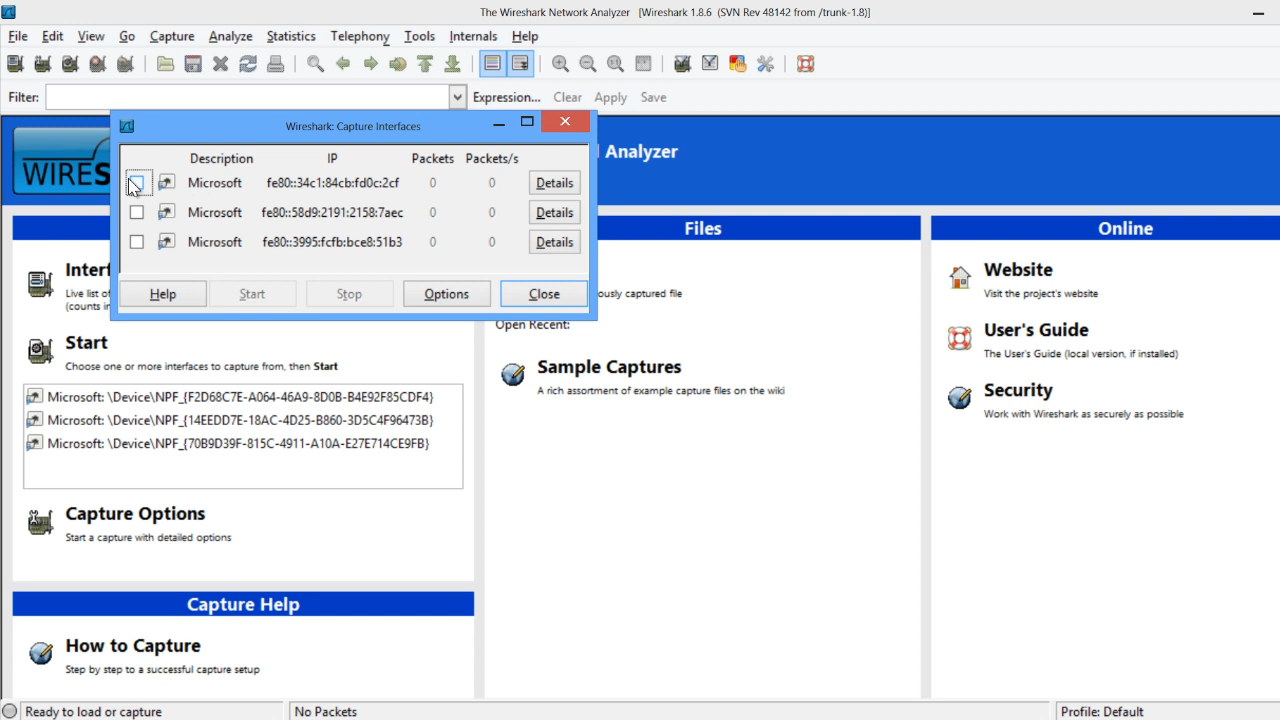 The Wireshark Network Analyzer [Wireshark 1.8.6 (SVN Rev 48142 from /trunk-1.8)]
File Edit View Go Capture Analyze Statistics Telephony Tools Internals Help
Filter: Expression... Clear Apply Save
Wireshark: Capture Interfaces
Description IP Packets Packets/s
Microsoft fe80::34c1:84cb:fd0c:2cf 0 0 Details
Microsoft fe80::58d9:2191:2158:7aec 0 0 Details
Microsoft fe80::3995:fcfb:bce8:51b3 0 0 Details
Help Start Stop Options Close
WIRES
Analyzer
Interf
Live list of
(counts in
Start
Choose one or more interfaces to capture from, then Start
Microsoft: \Device\NPF_{F2D68C7E-A064-46A9-8D0B-B4E92F85CDF4}
Microsoft: \Device\NPF_{14EEDD7E-18AC-4D25-B860-3D5C4F96473B}
Microsoft: \Device\NPF_{70B9D39F-815C-4911-A10A-E27E714CE9FB}
Capture Options
Start a capture with detailed options
Capture Help
How to Capture
Step by step to a successful capture setup
Files
ously captured file
Open Recent:
Sample Captures
A rich assortment of example capture files on the wiki
Online
Website
Visit the project's website
User's Guide
The User's Guide (local version, if installed)
Security
Work with Wireshark as securely as possible
Ready to load or capture No Packets Profile: Default